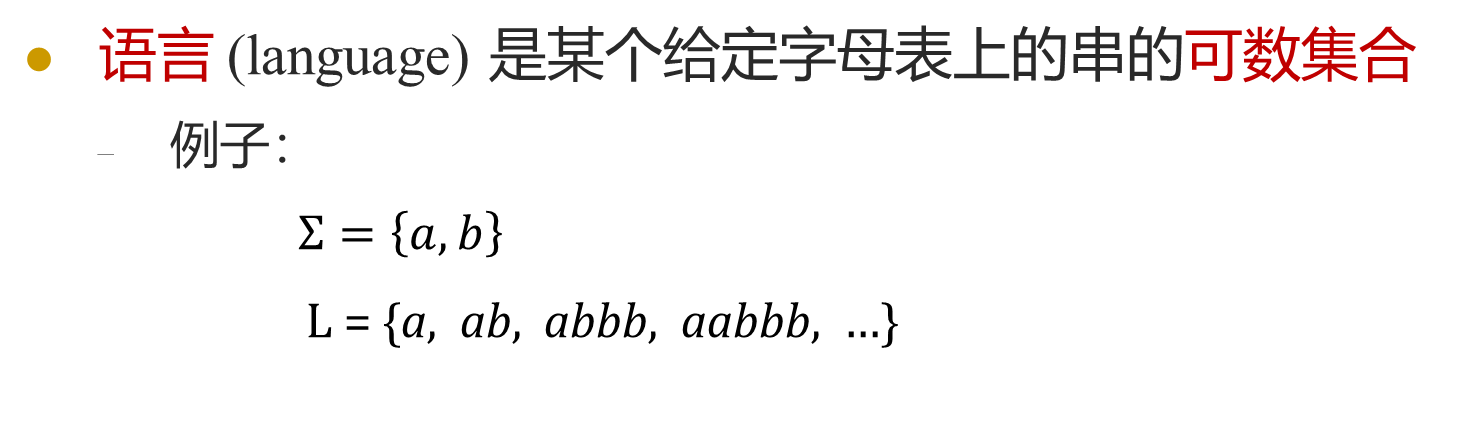 ● 语言 (language) 是某个给定字母表上的串的可数集合
– 例子：
Σ = {a, b}
L = {a, ab, abbb, aabbb, …}